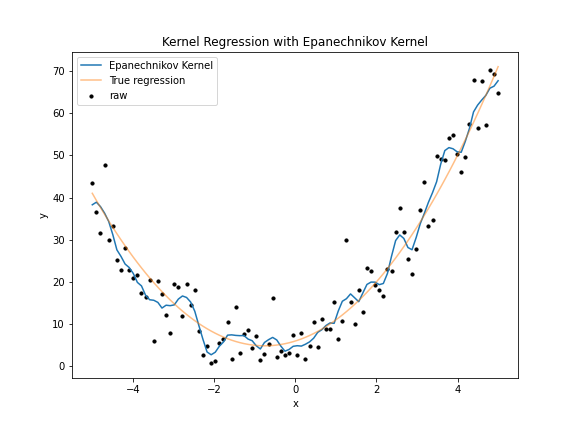 Kernel Regression with Epanechnikov Kernel
Epanechnikov Kernel
True regression
raw
70
60
50
40
30
20
10
0
y
−4
−2
0
2
4
x